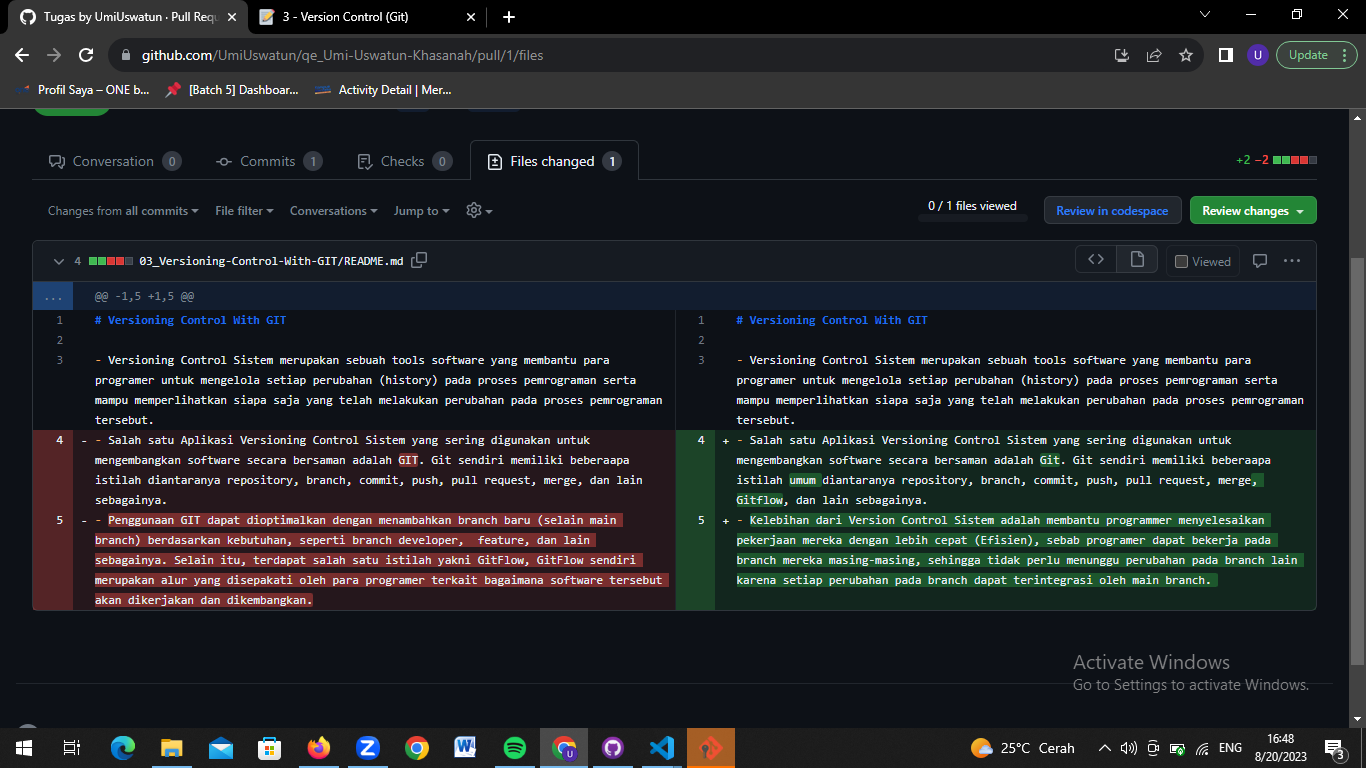 Tugas by UmiUswatun · Pull Requ
3 - Version Control (Git)
github.com/UmiUswatun/qe_Umi-Uswatun-Khasanah/pull/1/files
U
Update
Profil Saya – ONE b...
[Batch 5] Dashboar...
Activity Detail | Mer...
Conversation 0
Commits 1
Checks 0
Files changed 1
+2 −2
Changes from all commits
File filter
Conversations
Jump to
0 / 1 files viewed
Review in codespace
Review changes
4 03_Versioning-Control-With-GIT/README.md
Viewed
... @@ -1,5 +1,5 @@
1 # Versioning Control With GIT
2
3 - Versioning Control Sistem merupakan sebuah tools software yang membantu para
programer untuk mengelola setiap perubahan (history) pada proses pemrograman serta
mampu memperlihatkan siapa saja yang telah melakukan perubahan pada proses pemrograman
tersebut.
4 - - Salah satu Aplikasi Versioning Control Sistem yang sering digunakan untuk
mengembangkan software secara bersaman adalah GIT. Git sendiri memiliki beberaapa
istilah diantaranya repository, branch, commit, push, pull request, merge, dan lain
sebagainya.
5 - - Penggunaan GIT dapat dioptimalkan dengan menambahkan branch baru (selain main
branch) berdasarkan kebutuhan, seperti branch developer,  feature, dan lain
sebagainya. Selain itu, terdapat salah satu istilah yakni GitFlow, GitFlow sendiri
merupakan alur yang disepakati oleh para programer terkait bagaimana software tersebut
akan dikerjakan dan dikembangkan.
1 # Versioning Control With GIT
2
3 - Versioning Control Sistem merupakan sebuah tools software yang membantu para
programer untuk mengelola setiap perubahan (history) pada proses pemrograman serta
mampu memperlihatkan siapa saja yang telah melakukan perubahan pada proses pemrograman
tersebut.
4 + - Salah satu Aplikasi Versioning Control Sistem yang sering digunakan untuk
mengembangkan software secara bersaman adalah Git. Git sendiri memiliki beberaapa
istilah umum diantaranya repository, branch, commit, push, pull request, merge,
Gitflow, dan lain sebagainya.
5 + - Kelebihan dari Version Control Sistem adalah membantu programmer menyelesaikan
pekerjaan mereka dengan lebih cepat (Efisien), sebab programer dapat bekerja pada
branch mereka masing-masing, sehingga tidak perlu menunggu perubahan pada branch lain
karena setiap perubahan pada branch dapat terintegrasi oleh main branch.
Activate Windows
Go to Settings to activate Windows.
25°C Cerah
ENG
16:48
8/20/2023
3